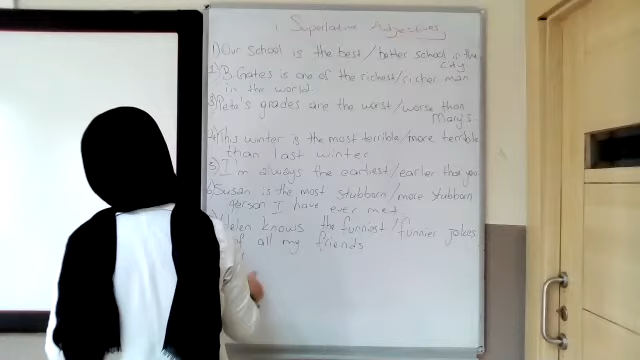 Superlative Adjectives
1) Our School is the best / better school in the
city
2) B. Gates is one of the richest / richer man
in the world
3) Pete's grades are the worst / worse than
Mary's
4) This winter is the most terrible / more terrible
than last winter
5) I'm always the earliest / earlier than you
6) Susan is the most stubborn / more stubborn
person I have ever met
Helen knows the funniest / funnier jokes
of all my friends